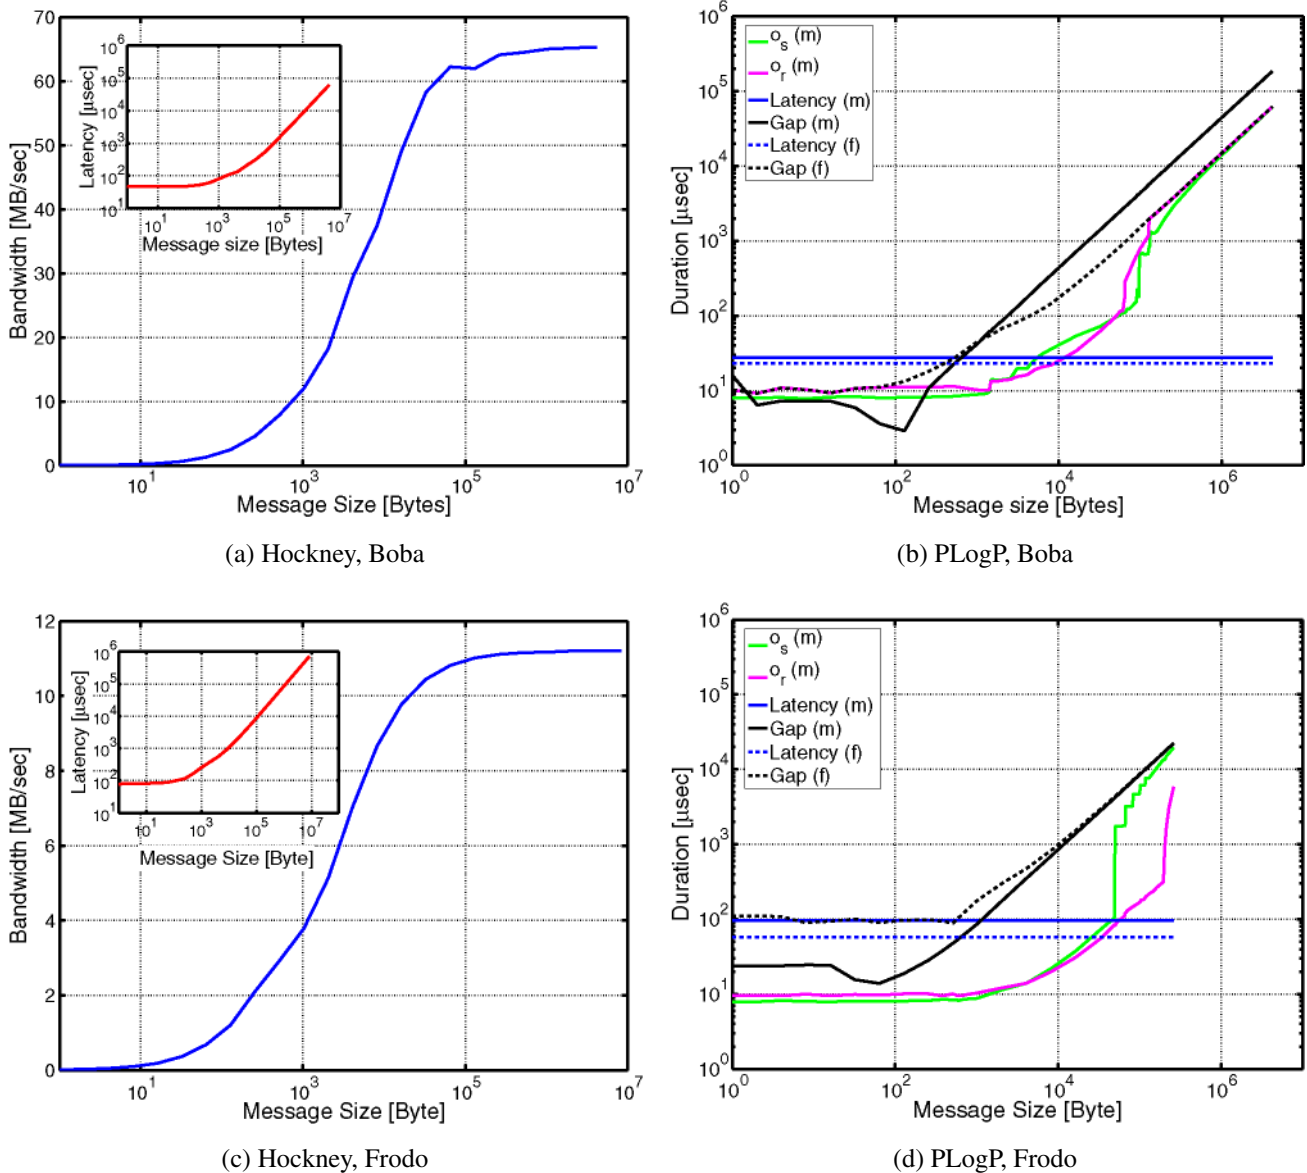 70
60
50
40
30
20
10
0
Bandwidth [MB/sec]
10^1
10^3
10^5
10^7
Message Size [Bytes]
10^6
10^5
10^4
10^3
10^2
10^1
Latency [μsec]
10^1
10^3
10^5
10^7
Message size [Bytes]
(a) Hockney, Boba
10^6
10^5
10^4
10^3
10^2
10^1
10^0
Duration [μsec]
o_s (m)
o_r (m)
Latency (m)
Gap (m)
Latency (f)
Gap (f)
10^0
10^2
10^4
10^6
Message size [Bytes]
(b) PLogP, Boba
12
10
8
6
4
2
0
Bandwidth [MB/sec]
10^1
10^3
10^5
10^7
Message Size [Byte]
10^6
10^5
10^4
10^3
10^2
10^1
Latency [μsec]
10^1
10^3
10^5
10^7
Message Size [Byte]
(c) Hockney, Frodo
10^6
10^5
10^4
10^3
10^2
10^1
10^0
Duration [μsec]
o_s (m)
o_r (m)
Latency (m)
Gap (m)
Latency (f)
Gap (f)
10^0
10^2
10^4
10^6
Message Size [Byte]
(d) PLogP, Frodo